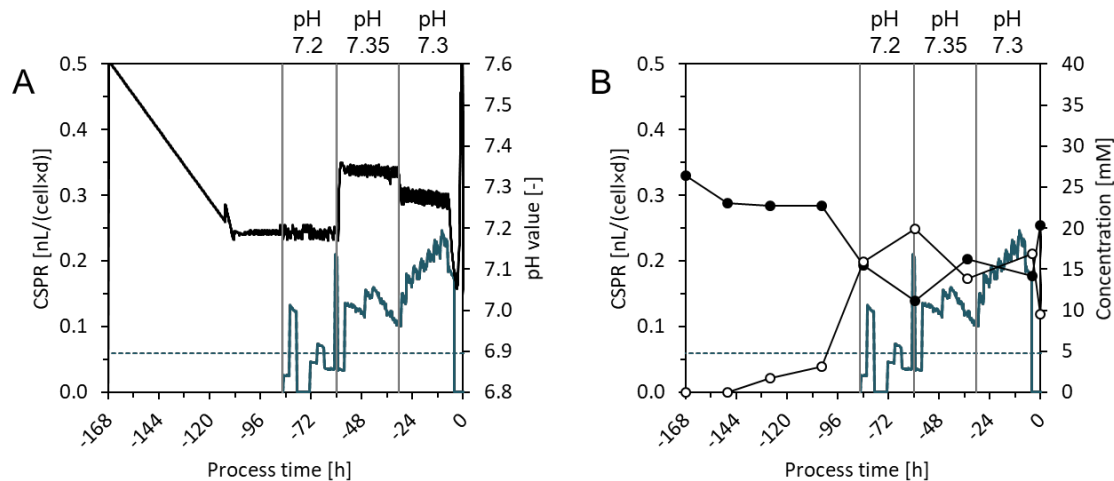 pH pH pH
7.2 7.35 7.3
A
0.5
0.4
0.3
0.2
0.1
0.0
CSPR [nL/(cell×d)]
7.6
7.5
7.4
7.3
7.2
7.1
7.0
6.9
6.8
pH value [-]
-168 -144 -120 -96 -72 -48 -24 0
Process time [h]
pH pH pH
7.2 7.35 7.3
B
0.5
0.4
0.3
0.2
0.1
0.0
CSPR [nL/(cell×d)]
40
35
30
25
20
15
10
5
0
Concentration [mM]
-168 -144 -120 -96 -72 -48 -24 0
Process time [h]